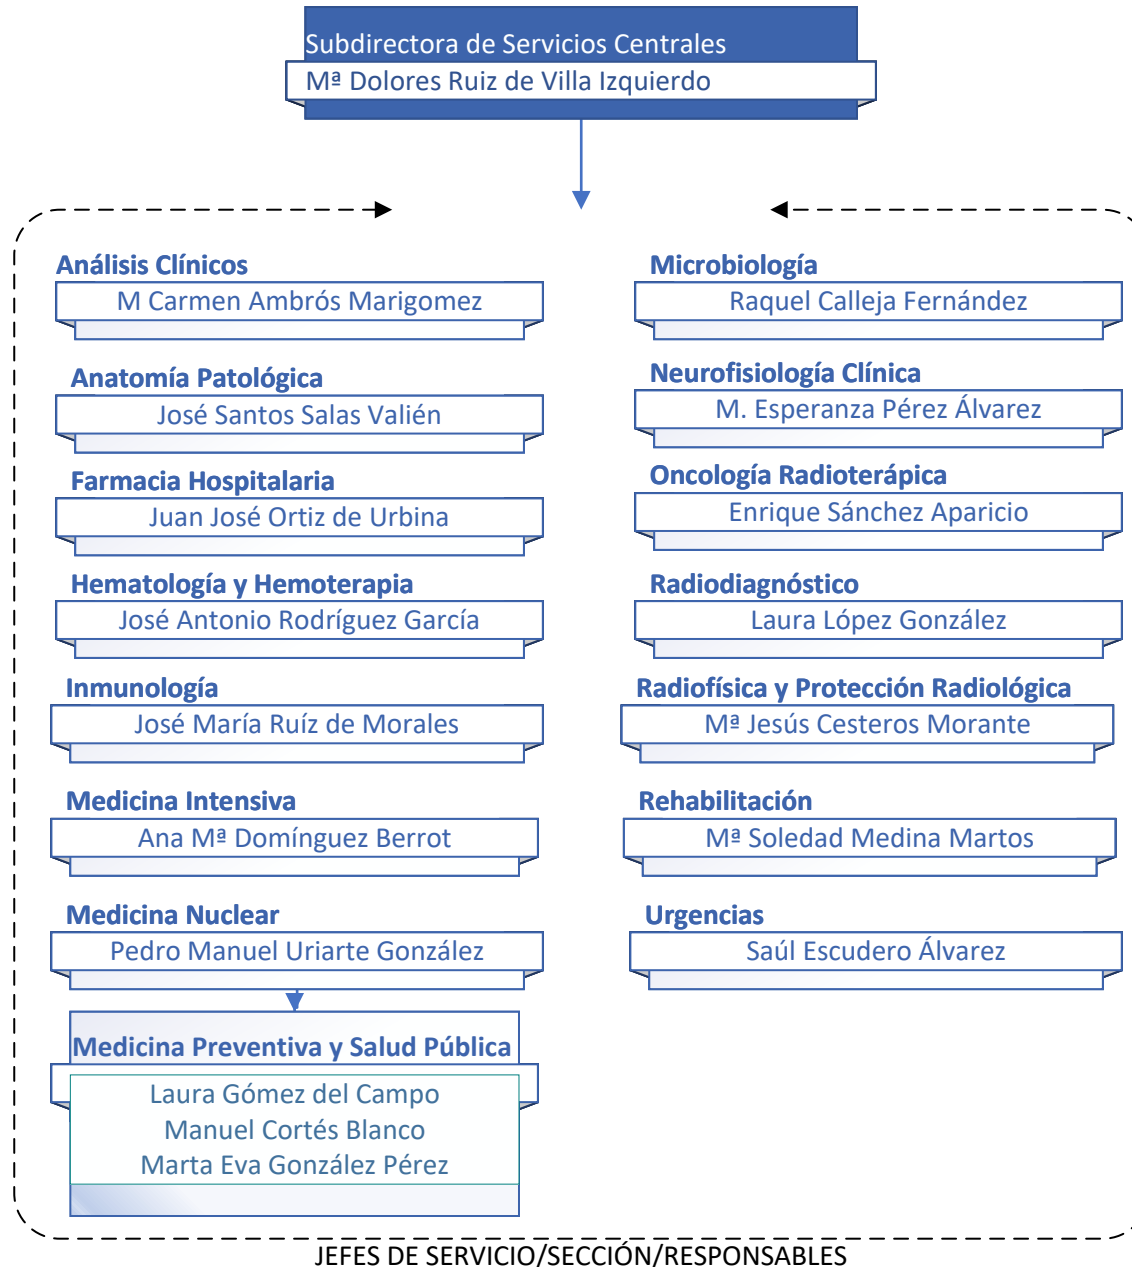 Subdirectora de Servicios Centrales
Mª Dolores Ruiz de Villa Izquierdo
Análisis Clínicos
M Carmen Ambrós Marigomez
Anatomía Patológica
José Santos Salas Valién
Farmacia Hospitalaria
Juan José Ortiz de Urbina
Hematología y Hemoterapia
José Antonio Rodríguez García
Inmunología
José María Ruíz de Morales
Medicina Intensiva
Ana Mª Domínguez Berrot
Medicina Nuclear
Pedro Manuel Uriarte González
Medicina Preventiva y Salud Pública
Laura Gómez del Campo
Manuel Cortés Blanco
Marta Eva González Pérez
Microbiología
Raquel Calleja Fernández
Neurofisiología Clínica
M. Esperanza Pérez Álvarez
Oncología Radioterápica
Enrique Sánchez Aparicio
Radiodiagnóstico
Laura López González
Radiofísica y Protección Radiológica
Mª Jesús Cesteros Morante
Rehabilitación
Mª Soledad Medina Martos
Urgencias
Saúl Escudero Álvarez
JEFES DE SERVICIO/SECCIÓN/RESPONSABLES